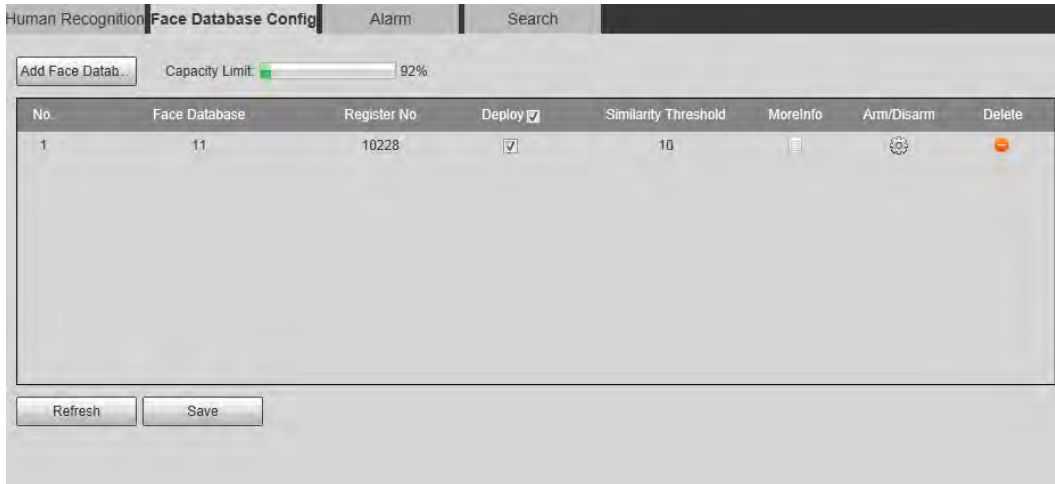 Human Recognition Face Database Config Alarm Search
Add Face Datab... Capacity Limit: 92%
No. Face Database Register No Deploy Similarity Threshold MoreInfo Arm/Disarm Delete
1 11 10228 10
Refresh Save